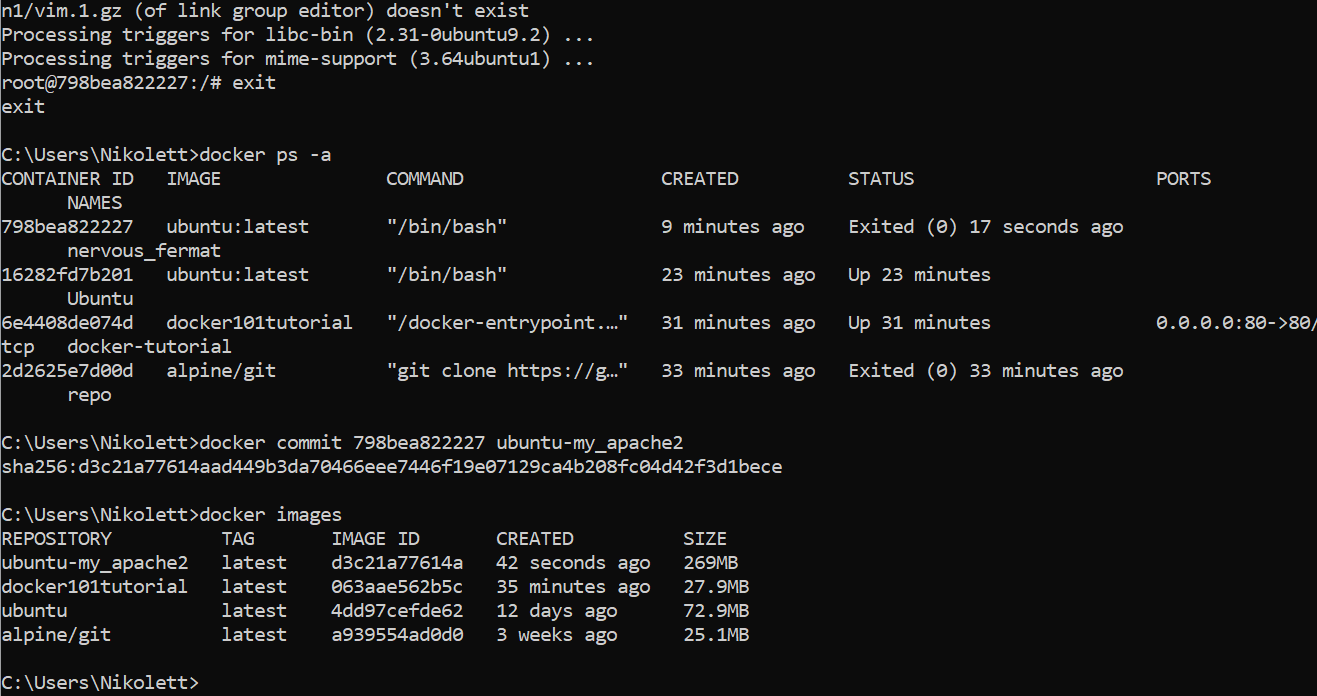 n1/vim.1.gz (of link group editor) doesn't exist
Processing triggers for libc-bin (2.31-0ubuntu9.2) ...
Processing triggers for mime-support (3.64ubuntu1) ...
root@798bea822227:/# exit
exit
C:\Users\Nikolett>docker ps -a
CONTAINER ID   IMAGE               COMMAND                  CREATED          STATUS                      PORTS
      NAMES
798bea822227   ubuntu:latest       "/bin/bash"              9 minutes ago    Exited (0) 17 seconds ago
      nervous_fermat
16282fd7b201   ubuntu:latest       "/bin/bash"              23 minutes ago   Up 23 minutes
      Ubuntu
6e4408de074d   docker101tutorial   "/docker-entrypoint.…"   31 minutes ago   Up 31 minutes               0.0.0.0:80->80/
tcp   docker-tutorial
2d2625e7d00d   alpine/git          "git clone https://g…"   33 minutes ago   Exited (0) 33 minutes ago
      repo
C:\Users\Nikolett>docker commit 798bea822227 ubuntu-my_apache2
sha256:d3c21a77614aad449b3da70466eee7446f19e07129ca4b208fc04d42f3d1bece
C:\Users\Nikolett>docker images
REPOSITORY          TAG       IMAGE ID       CREATED          SIZE
ubuntu-my_apache2   latest    d3c21a77614a   42 seconds ago   269MB
docker101tutorial   latest    063aae562b5c   35 minutes ago   27.9MB
ubuntu              latest    4dd97cefde62   12 days ago      72.9MB
alpine/git          latest    a939554ad0d0   3 weeks ago      25.1MB
C:\Users\Nikolett>